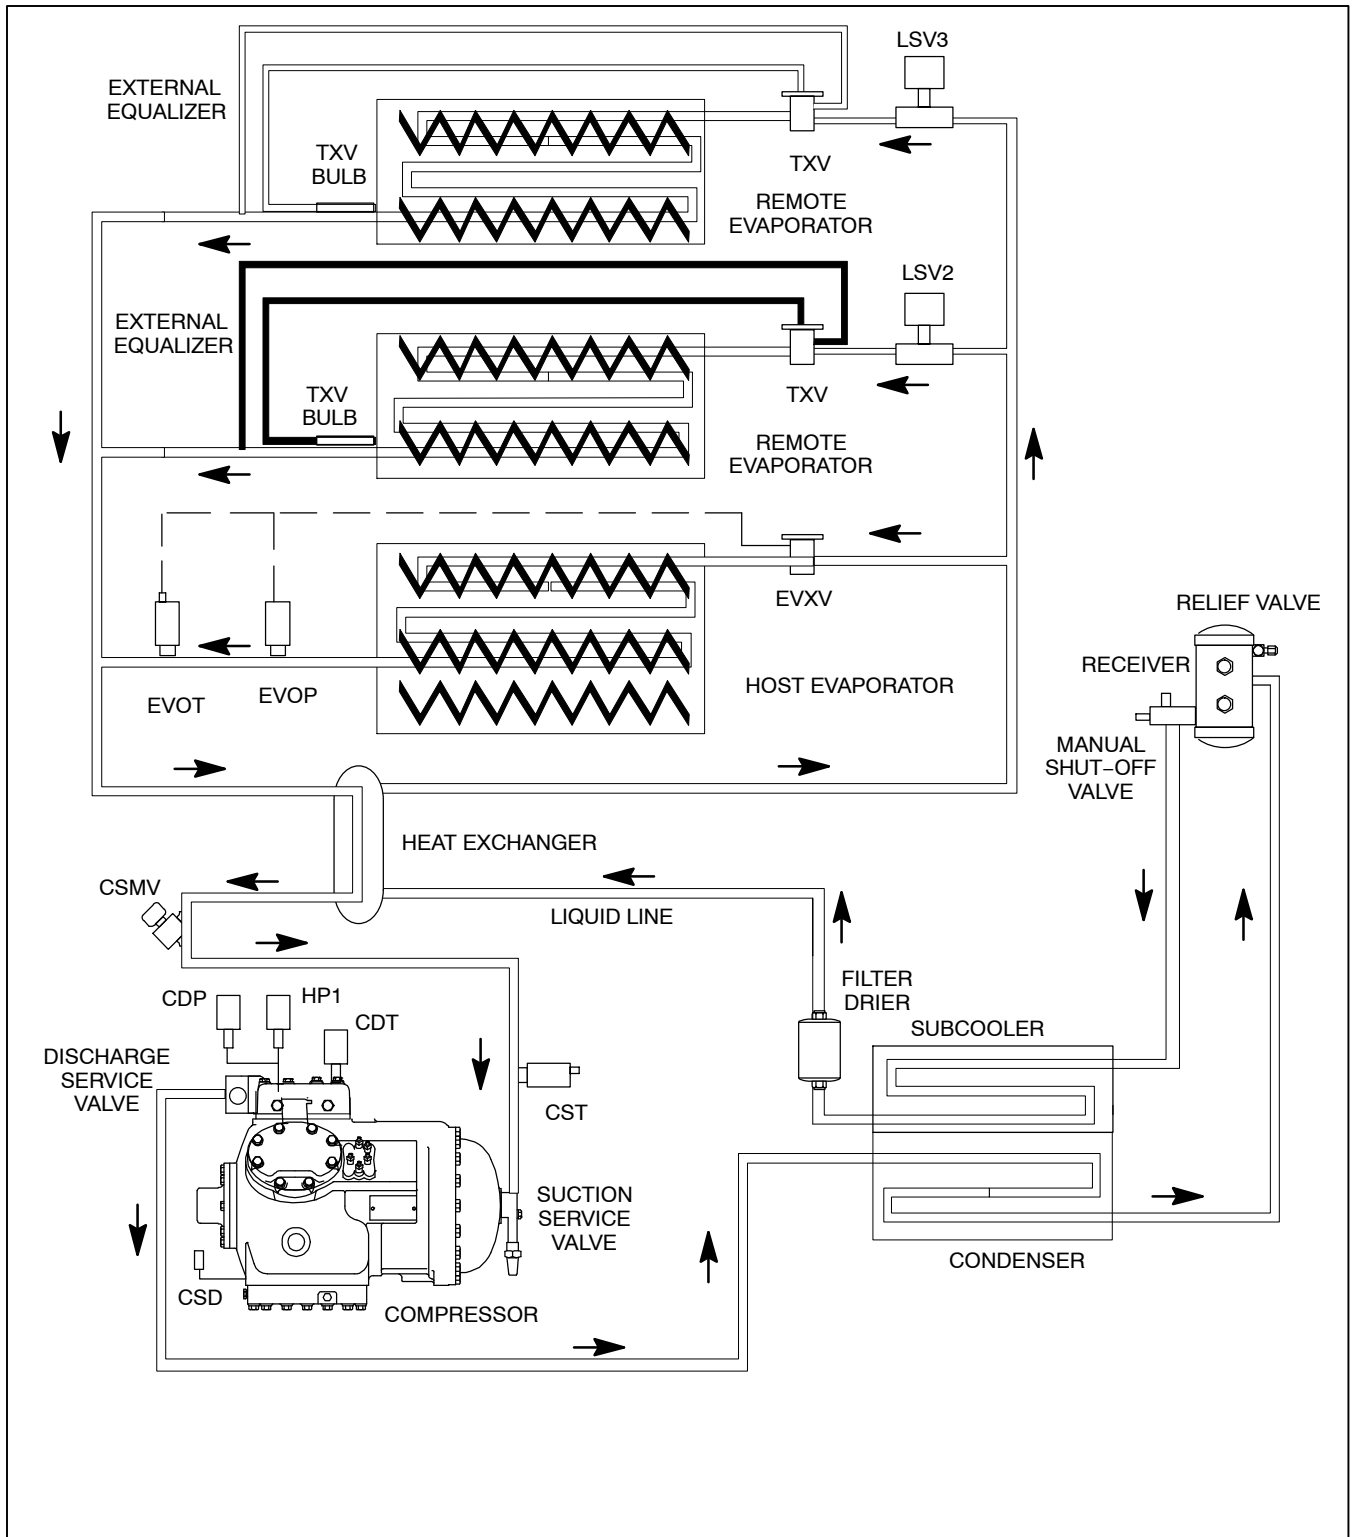 LSV3
EXTERNAL
EQUALIZER
TXV
BULB
TXV
REMOTE
EVAPORATOR
LSV2
EXTERNAL
EQUALIZER
TXV
BULB
TXV
REMOTE
EVAPORATOR
EVXV
RELIEF VALVE
RECEIVER
EVOT
EVOP
HOST EVAPORATOR
MANUAL
SHUT−OFF
VALVE
HEAT EXCHANGER
CSMV
LIQUID LINE
FILTER
DRIER
CDP
HP1
CDT
SUBCOOLER
DISCHARGE
SERVICE
VALVE
CST
SUCTION
SERVICE
VALVE
CONDENSER
CSD
COMPRESSOR